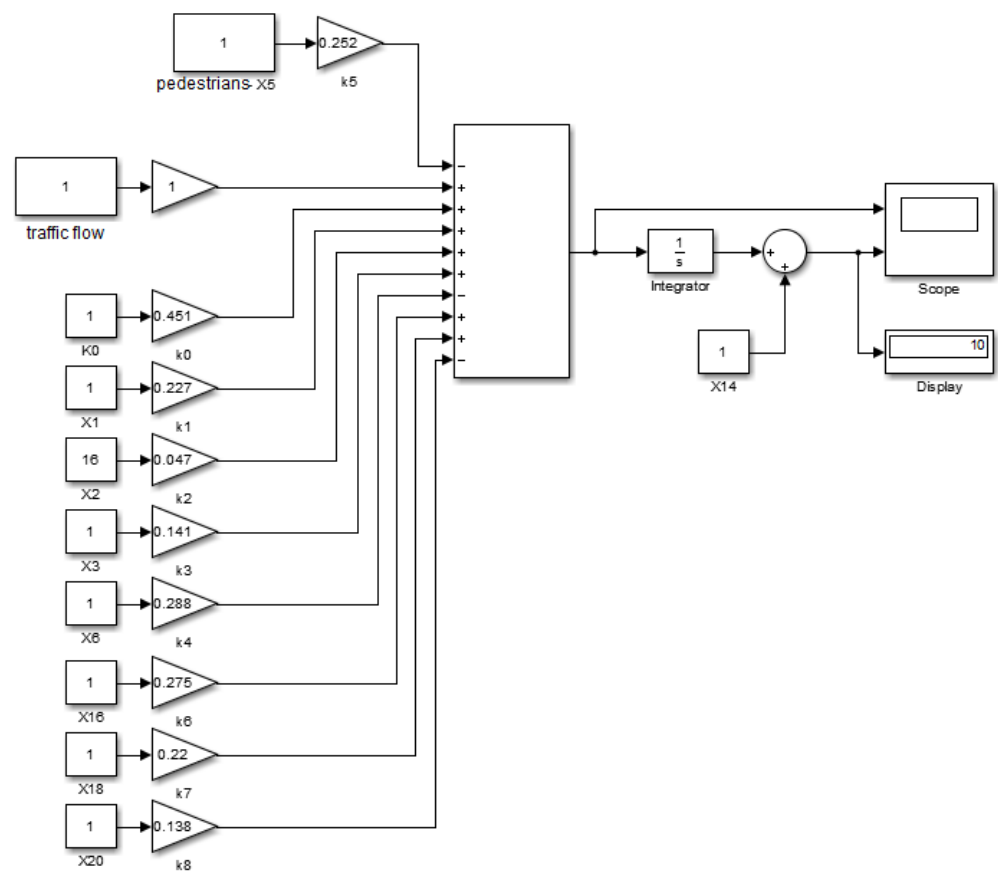 1
0.252
pedestrians- X5
k5
1
1
traffic flow
−
+
+
+
+
+
−
+
+
−
1
s
Integrator
+
+
Scope
1
X14
10
Display
1
0.451
K0
k0
1
0.227
X1
k1
16
0.047
X2
k2
1
0.141
X3
k3
1
0.288
X6
k4
1
0.275
X16
k6
1
0.22
X18
k7
1
0.138
X20
k8